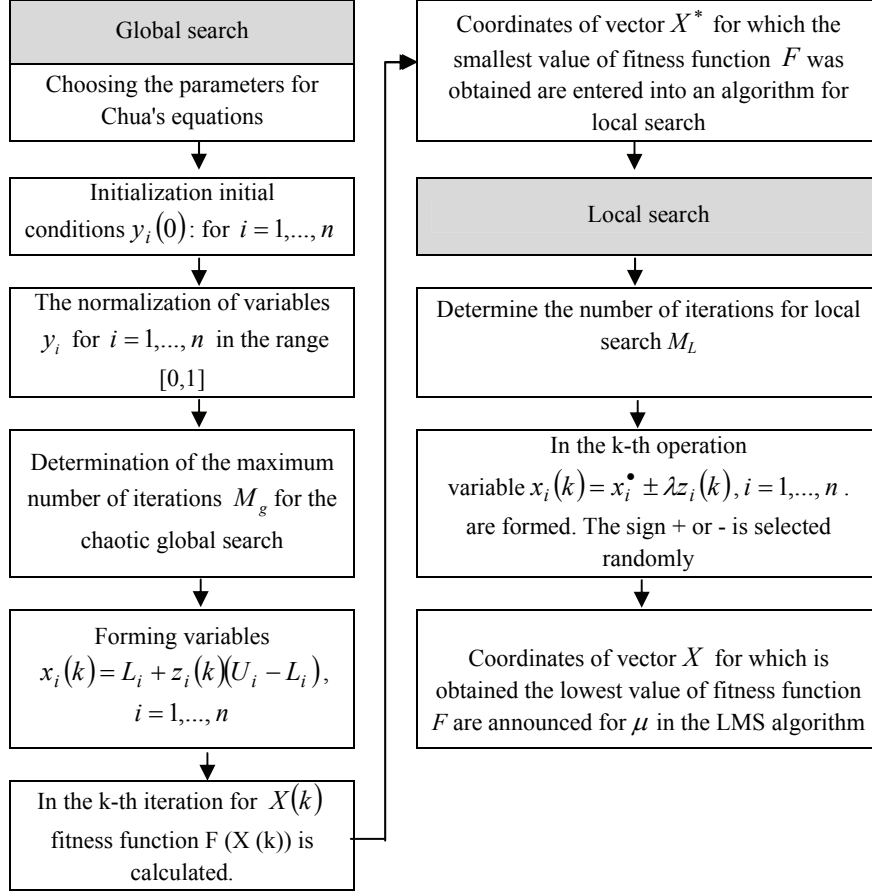 Global search
Choosing the parameters for
Chua's equations
Initialization initial
conditions y_i(0): for i = 1,..., n
The normalization of variables
y_i for i = 1,..., n in the range
[0,1]
Determination of the maximum
number of iterations M_g for the
chaotic global search
Forming variables
x_i(k) = L_i + z_i(k)(U_i − L_i),
i = 1,..., n
In the k-th iteration for X(k)
fitness function F (X (k)) is
calculated.
Coordinates of vector X* for which the
smallest value of fitness function F was
obtained are entered into an algorithm for
local search
Local search
Determine the number of iterations for local
search M_L
In the k-th operation
variable x_i(k) = x_i^• ± λz_i(k), i = 1,..., n .
are formed. The sign + or - is selected
randomly
Coordinates of vector X for which is
obtained the lowest value of fitness function
F are announced for μ in the LMS algorithm